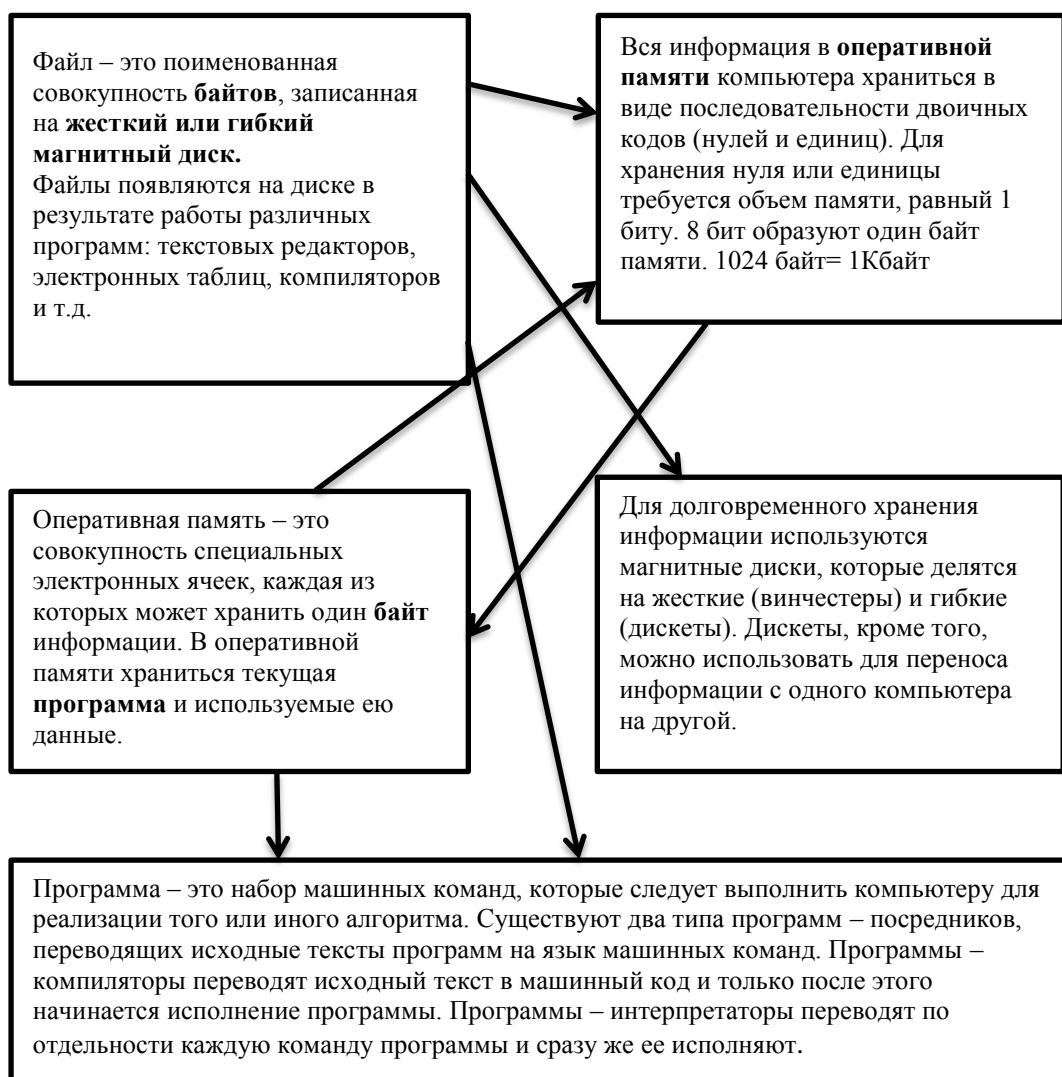 Файл – это поименованная
совокупность байтов, записанная
на жесткий или гибкий
магнитный диск.
Файлы появляются на диске в
результате работы различных
программ: текстовых редакторов,
электронных таблиц, компиляторов
и т.д.
Вся информация в оперативной
памяти компьютера храниться в
виде последовательности двоичных
кодов (нулей и единиц). Для
хранения нуля или единицы
требуется объем памяти, равный 1
биту. 8 бит образуют один байт
памяти. 1024 байт= 1Кбайт
Оперативная память – это
совокупность специальных
электронных ячеек, каждая из
которых может хранить один байт
информации. В оперативной
памяти храниться текущая
программа и используемые ею
данные.
Для долговременного хранения
информации используются
магнитные диски, которые делятся
на жесткие (винчестеры) и гибкие
(дискеты). Дискеты, кроме того,
можно использовать для переноса
информации с одного компьютера
на другой.
Программа – это набор машинных команд, которые следует выполнить компьютеру для
реализации того или иного алгоритма. Существуют два типа программ – посредников,
переводящих исходные тексты программ на язык машинных команд. Программы –
компиляторы переводят исходный текст в машинный код и только после этого
начинается исполнение программы. Программы – интерпретаторы переводят по
отдельности каждую команду программы и сразу же ее исполняют.